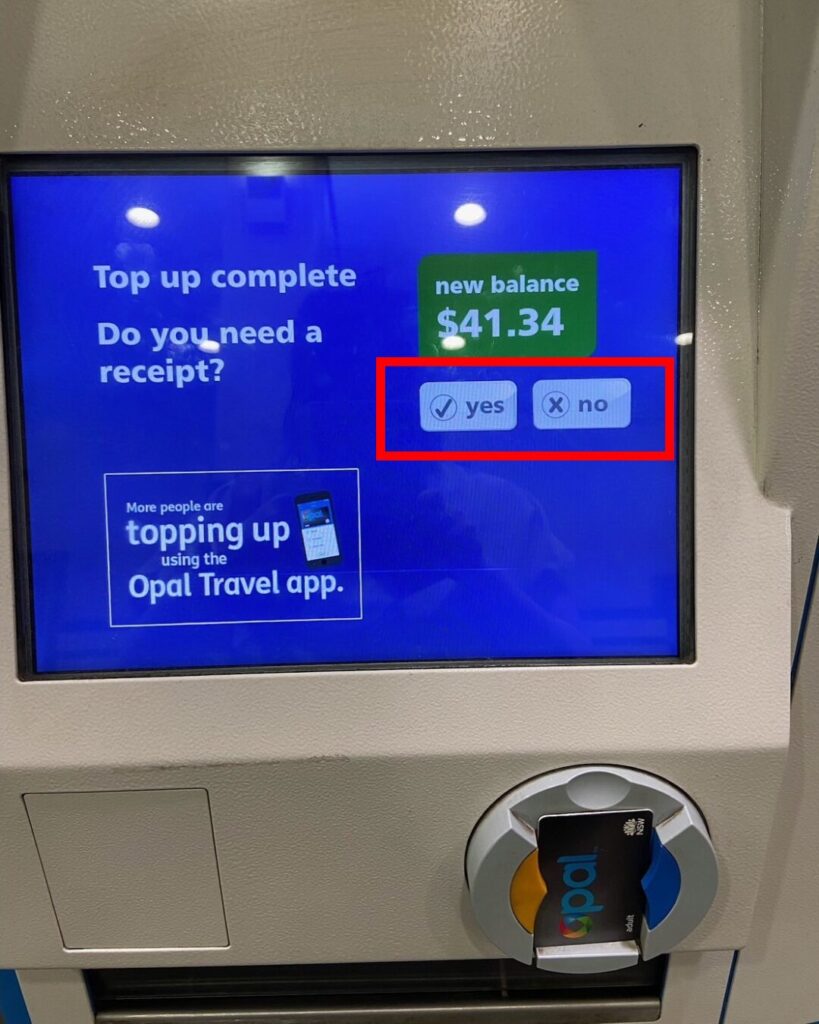 Top up complete
Do you need a
receipt?
new balance
$41.34
yes
no
More people are
topping up
using the
Opal Travel app.
opal
adult
NSW